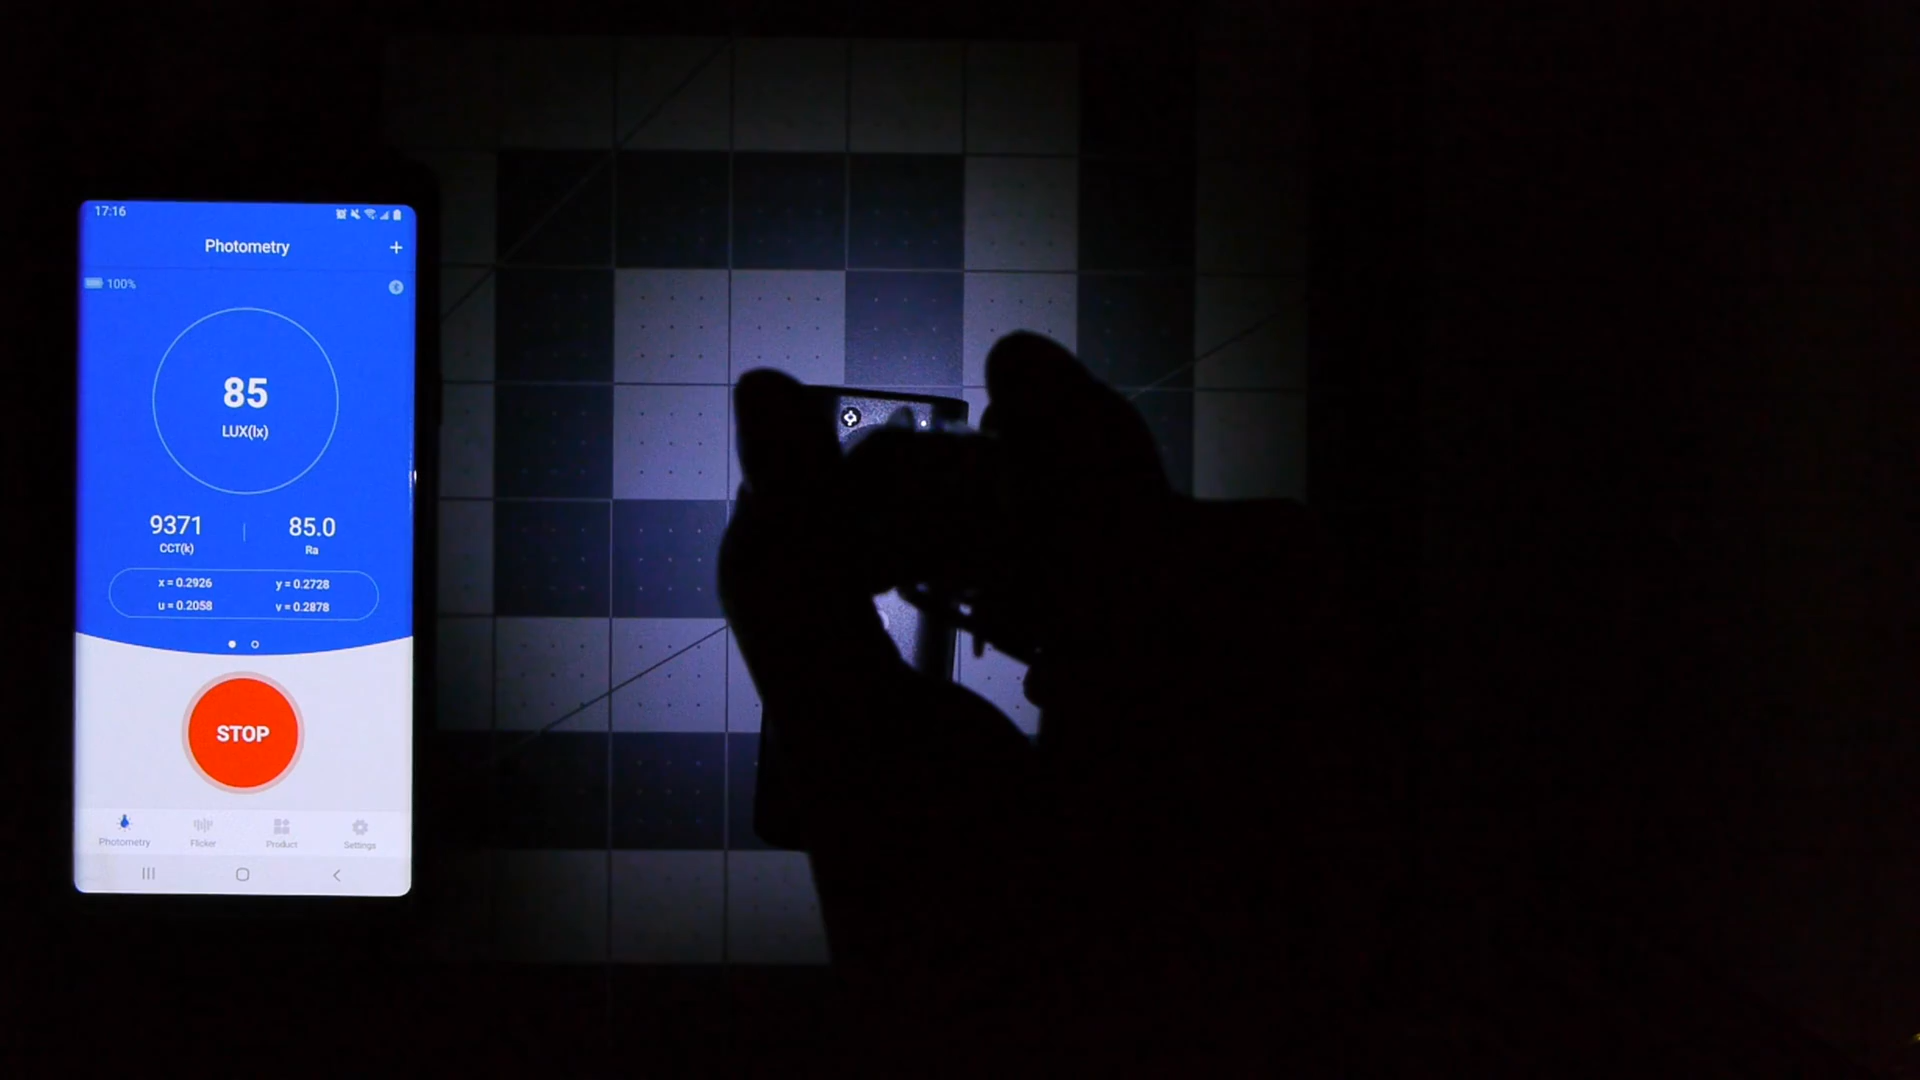 17:16
Photometry
+
100%
85
LUX(lx)
9371
CCT(k)
85.0
Ra
x = 0.2926
y = 0.2728
u = 0.2058
v = 0.2878
STOP
Photometry
Flicker
Product
Settings